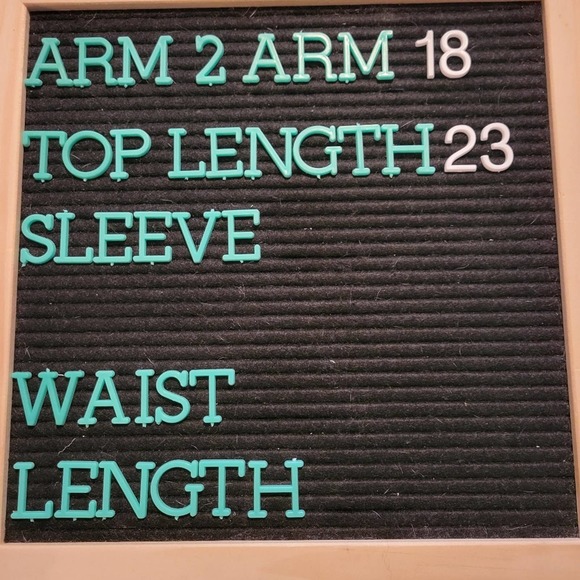 ARM 2 ARM 18
TOP LENGTH 23
SLEEVE
WAIST
LENGTH